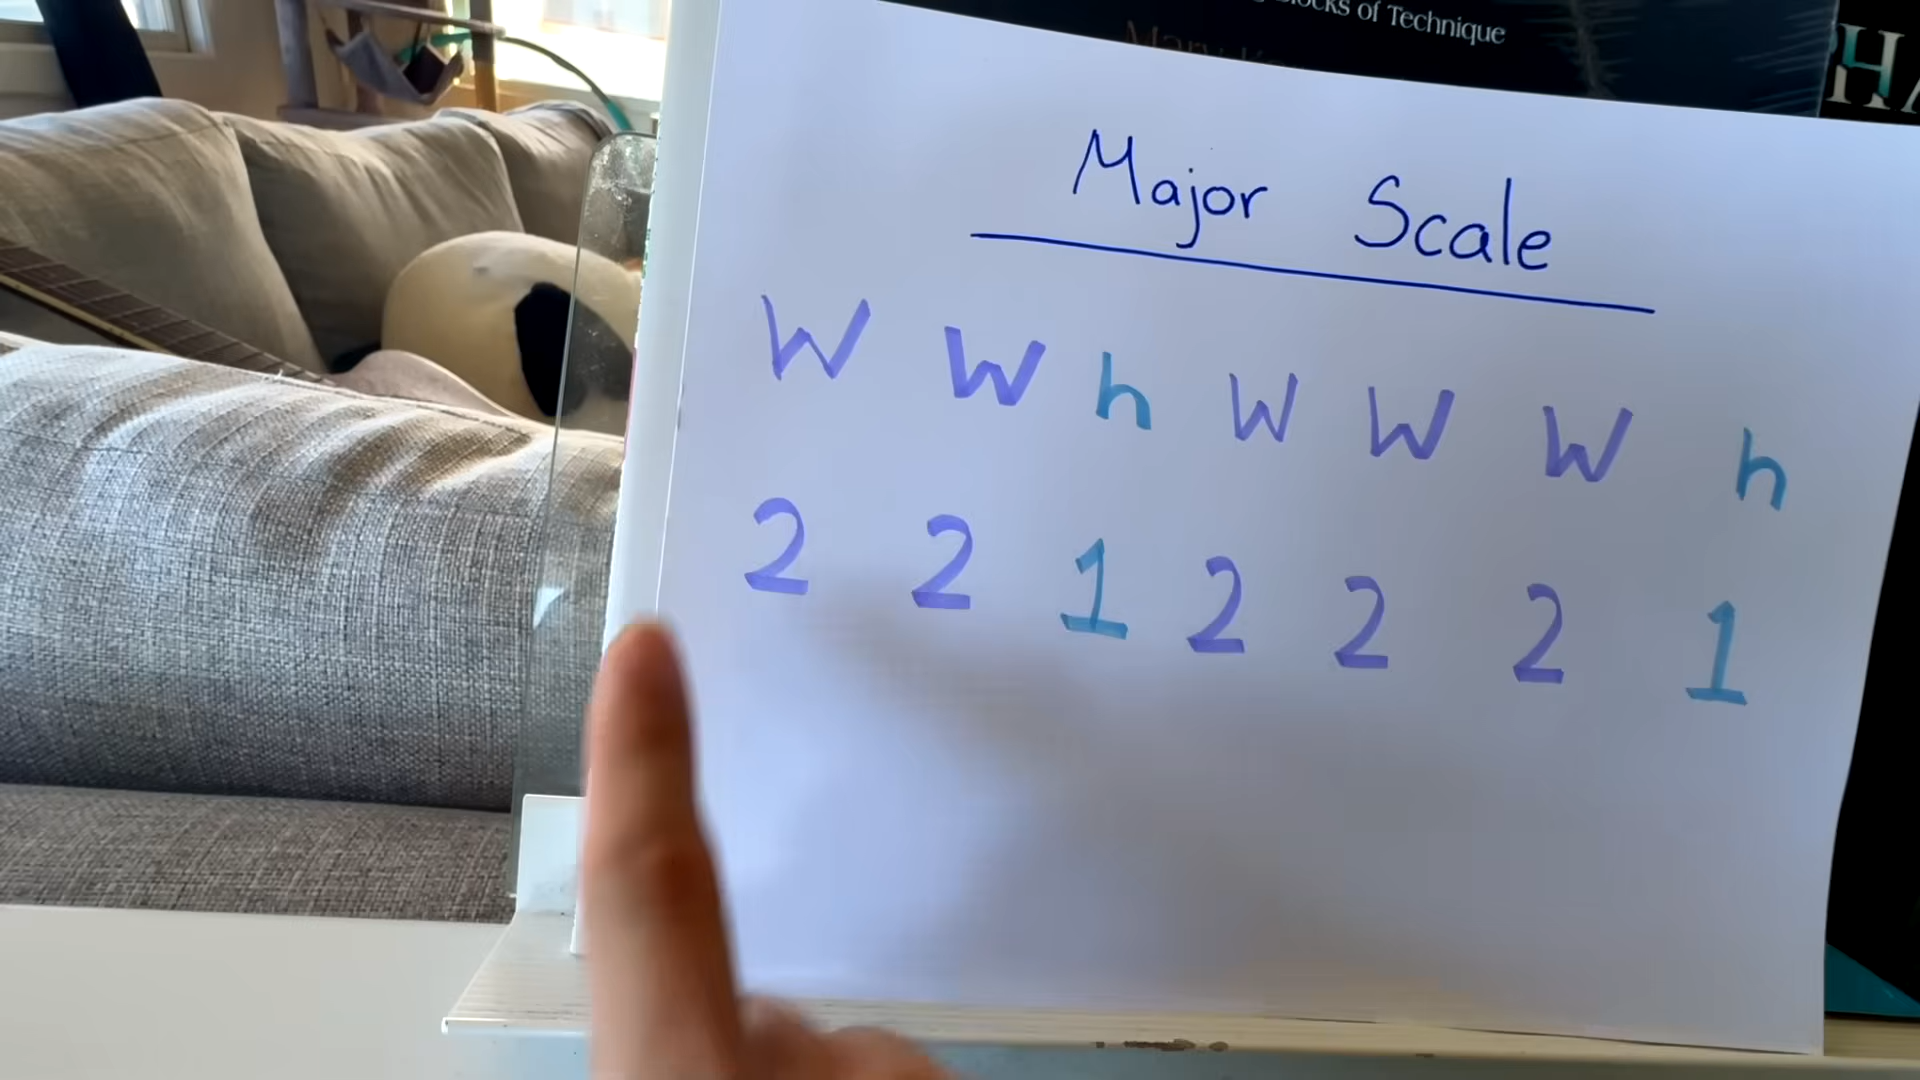 of Technique
Major Scale
W W h W W W h
2 2 1 2 2 2 1